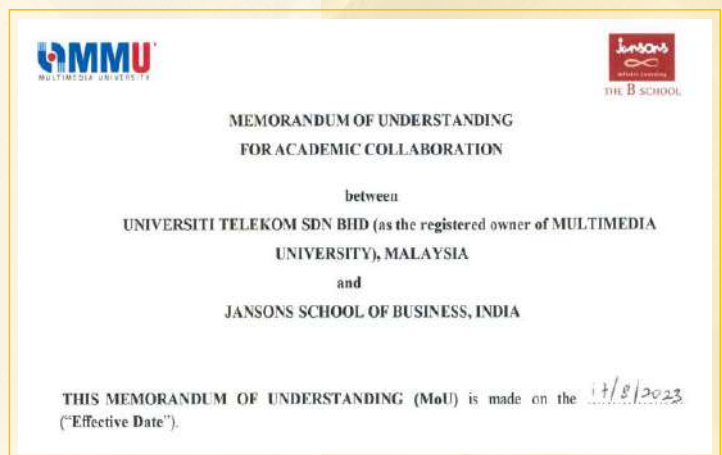 MMU
MULTIMEDIA UNIVERSITY
Jansons
Infinite Learning
THE B SCHOOL
MEMORANDUM OF UNDERSTANDING
FOR ACADEMIC COLLABORATION
between
UNIVERSITI TELEKOM SDN BHD (as the registered owner of MULTIMEDIA
UNIVERSITY), MALAYSIA
and
JANSONS SCHOOL OF BUSINESS, INDIA
THIS MEMORANDUM OF UNDERSTANDING (MoU) is made on the 17/8/2023
("Effective Date").